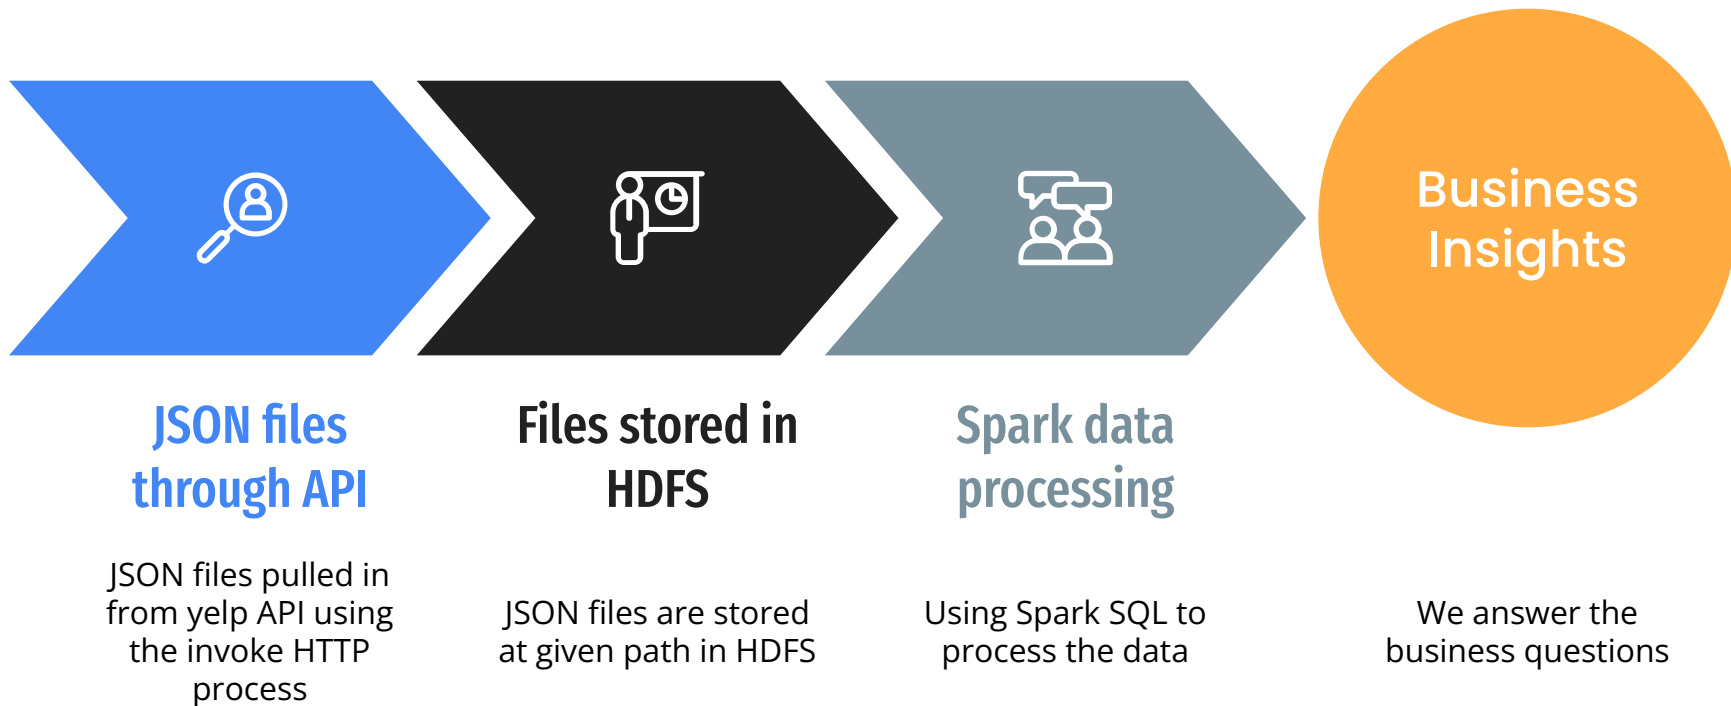 JSON files
through API
JSON files pulled in
from yelp API using
the invoke HTTP
process
Files stored in
HDFS
JSON files are stored
at given path in HDFS
Spark data
processing
Using Spark SQL to
process the data
Business
Insights
We answer the
business questions